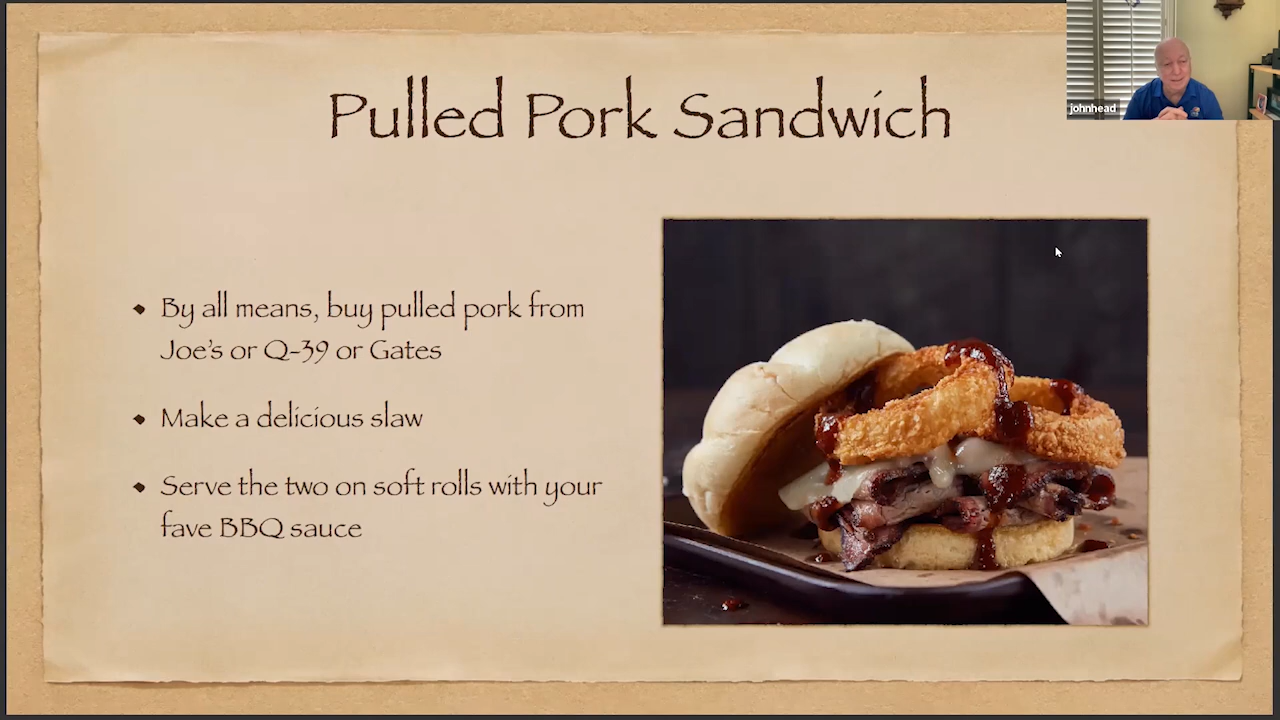 Pulled Pork Sandwich
johnhead
By all means, buy pulled pork from
Joe's or Q-39 or Gates
Make a delicious slaw
Serve the two on soft rolls with your
fave BBQ sauce